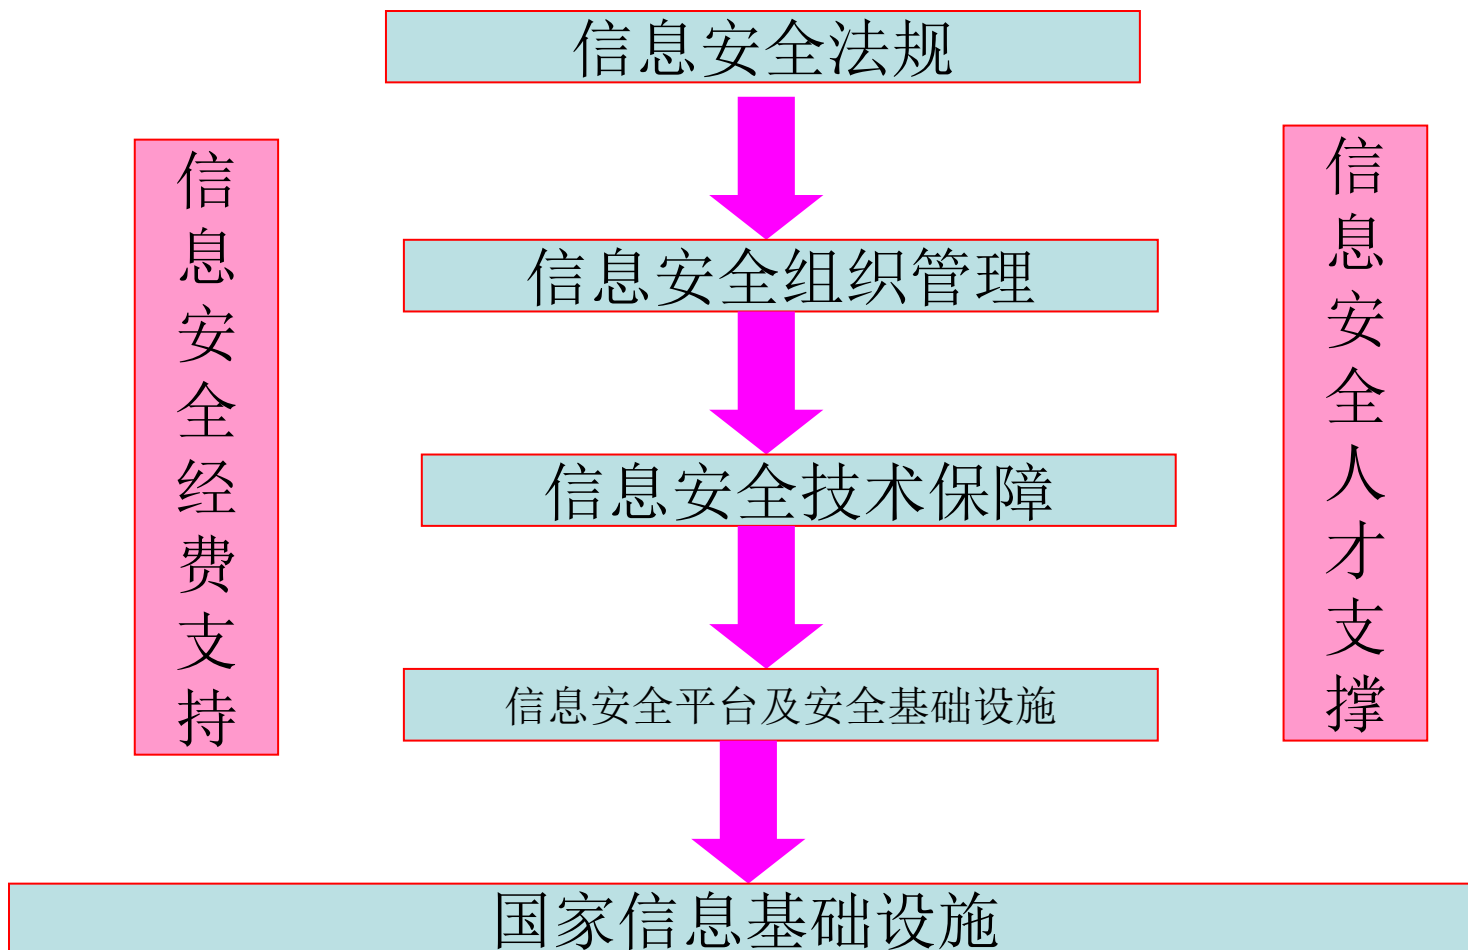 信息安全法规
信息安全经费支持
信息安全人才支撑
信息安全组织管理
信息安全技术保障
信息安全平台及安全基础设施
国家信息基础设施